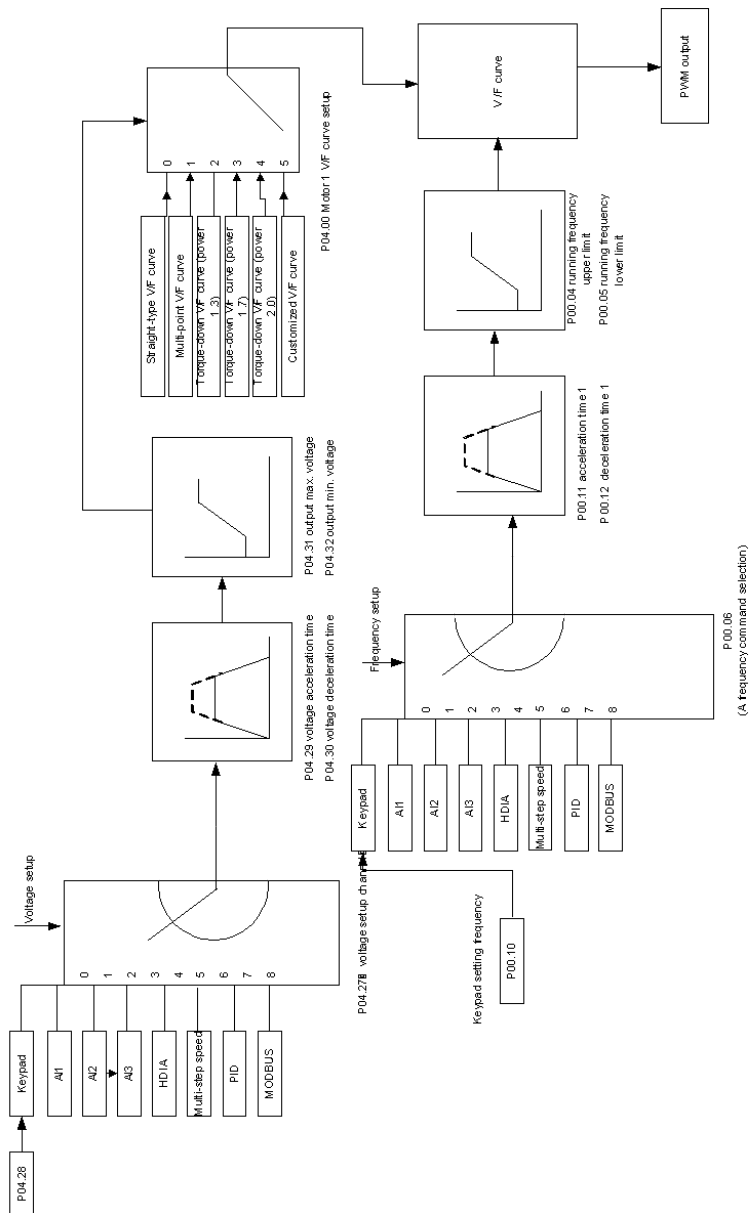 Voltage setup
P04.28
Keypad
AI1
AI2
AI3
HDIA
Multi-step speed
PID
MODBUS
0
1
2
3
4
5
6
7
8
voltage setup
P04.29 voltage acceleration time
P04.30 voltage deceleration time
P04.31 output max. voltage
P04.32 output min. voltage
Straight-type V/F curve
Multi-point V/F curve
Torque-down V/F curve (power 1.3)
Torque-down V/F curve (power 1.7)
Torque-down V/F curve (power 2.0)
Customized V/F curve
0
1
2
3
4
5
P04.00 Motor 1 V/F curve setup
Keypad setting frequency
P00.10
Frequency setup
Keypad
AI1
AI2
AI3
HDIA
Multi-step speed
PID
MODBUS
0
1
2
3
4
5
6
7
8
P00.06
(A frequency command selection)
P00.11 acceleration time 1
P00.12 deceleration time 1
P00.04 running frequency
upper limit
P00.05 running frequency
lower limit
V/F curve
PWM output